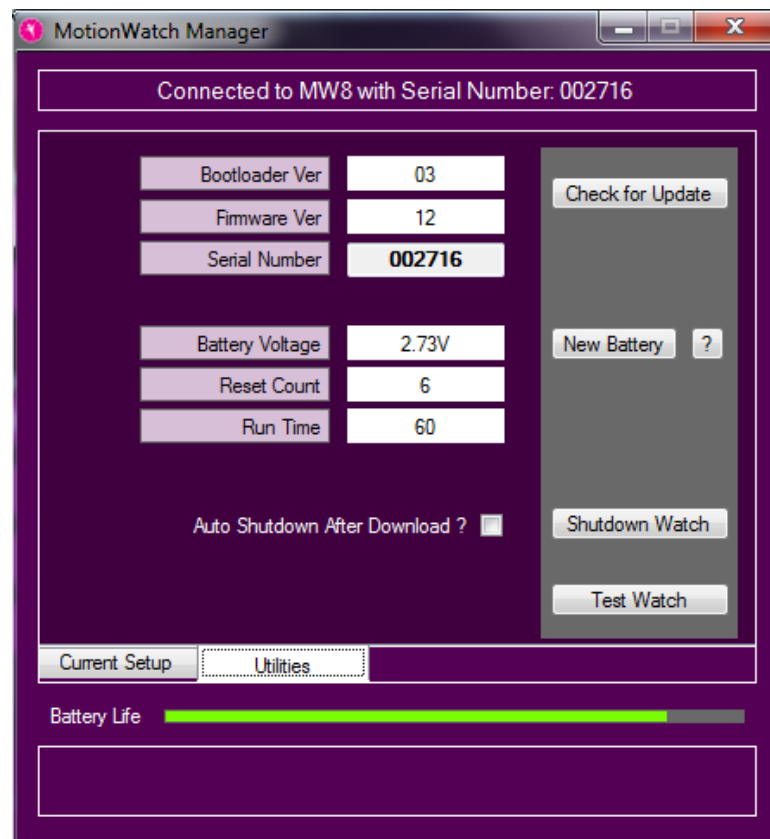 MotionWatch Manager
Connected to MW8 with Serial Number: 002716
Bootloader Ver 03
Check for Update
Firmware Ver 12
Serial Number 002716
Battery Voltage 2.73V New Battery ?
Reset Count 6
Run Time 60
Auto Shutdown After Download ? Shutdown Watch
Test Watch
Current Setup Utilities
Battery Life